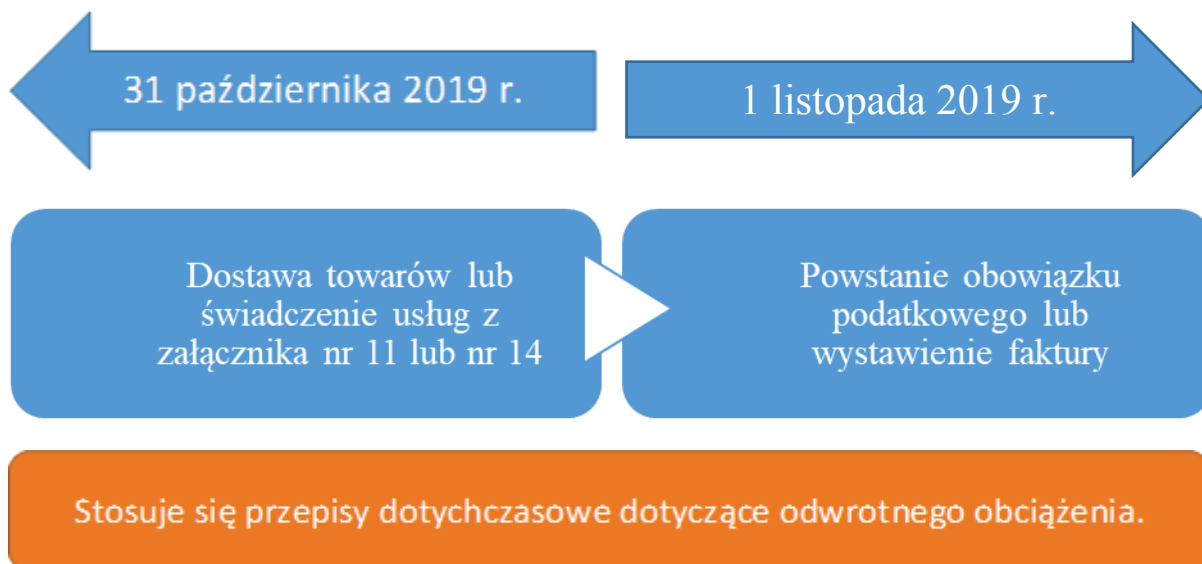 31 października 2019 r.
1 listopada 2019 r.
Dostawa towarów lub
świadczenie usług z
załącznika nr 11 lub nr 14
Powstanie obowiązku
podatkowego lub
wystawienie faktury
Stosuje się przepisy dotychczasowe dotyczące odwrotnego obciążenia.